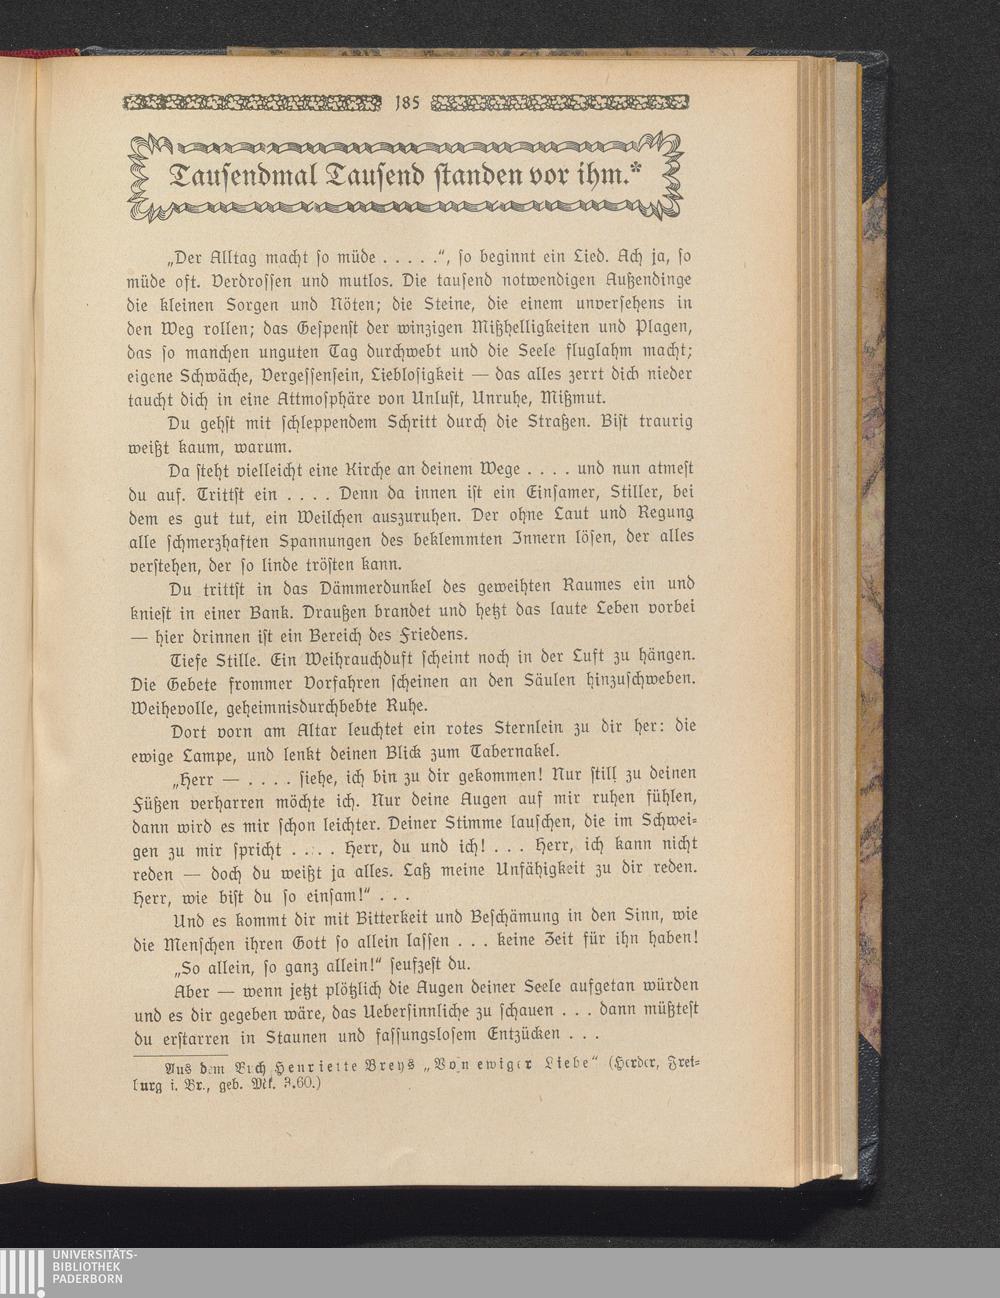 185
Tausendmal Tausend standen vor ihm.*
„Der Alltag macht so müde . . . . .“, so beginnt ein Lied. Ach ja, so
müde oft. Verdrossen und mutlos. Die tausend notwendigen Außendinge
die kleinen Sorgen und Nöten; die Steine, die einem unversehens in
den Weg rollen; das Gespenst der winzigen Mißhelligkeiten und Plagen,
das so manchen unguten Tag durchwebt und die Seele fluglahm macht;
eigene Schwäche, Vergessensein, Lieblosigkeit — das alles zerrt dich nieder
taucht dich in eine Attmosphäre von Unlust, Unruhe, Mißmut.
Du gehst mit schleppendem Schritt durch die Straßen. Bist traurig
weißt kaum, warum.
Da steht vielleicht eine Kirche an deinem Wege . . . . und nun atmest
du auf. Trittst ein . . . . Denn da innen ist ein Einsamer, Stiller, bei
dem es gut tut, ein Weilchen auszuruhen. Der ohne Laut und Regung
alle schmerzhaften Spannungen des beklemmten Innern lösen, der alles
verstehen, der so linde trösten kann.
Du trittst in das Dämmerdunkel des geweihten Raumes ein und
kniest in einer Bank. Draußen brandet und hetzt das laute Leben vorbei
— hier drinnen ist ein Bereich des Friedens.
Tiefe Stille. Ein Weihrauchduft scheint noch in der Luft zu hängen.
Die Gebete frommer Vorfahren scheinen an den Säulen hinzuschweben.
Weihevolle, geheimnisdurchbebte Ruhe.
Dort vorn am Altar leuchtet ein rotes Sternlein zu dir her: die
ewige Lampe, und lenkt deinen Blick zum Tabernakel.
„Herr — . . . . siehe, ich bin zu dir gekommen! Nur still zu deinen
Füßen verharren möchte ich. Nur deine Augen auf mir ruhen fühlen,
dann wird es mir schon leichter. Deiner Stimme lauschen, die im Schwei-
gen zu mir spricht . . . . Herr, du und ich! . . . Herr, ich kann nicht
reden — doch du weißt ja alles. Laß meine Unfähigkeit zu dir reden.
Herr, wie bist du so einsam!“ . . .
Und es kommt dir mit Bitterkeit und Beschämung in den Sinn, wie
die Menschen ihren Gott so allein lassen . . . keine Zeit für ihn haben!
„So allein, so ganz allein!“ seufzest du.
Aber — wenn jetzt plötzlich die Augen deiner Seele aufgetan würden
und es dir gegeben wäre, das Uebersinnliche zu schauen . . . dann müßtest
du erstarren in Staunen und fassungslosem Entzücken . . .
Aus dem Buch Henriette Breys „Von ewiger Liebe“ (Herder, Frei-
burg i. Br., geb. Mk. 3.60.)
UNIVERSITÄTS-
BIBLIOTHEK
PADERBORN